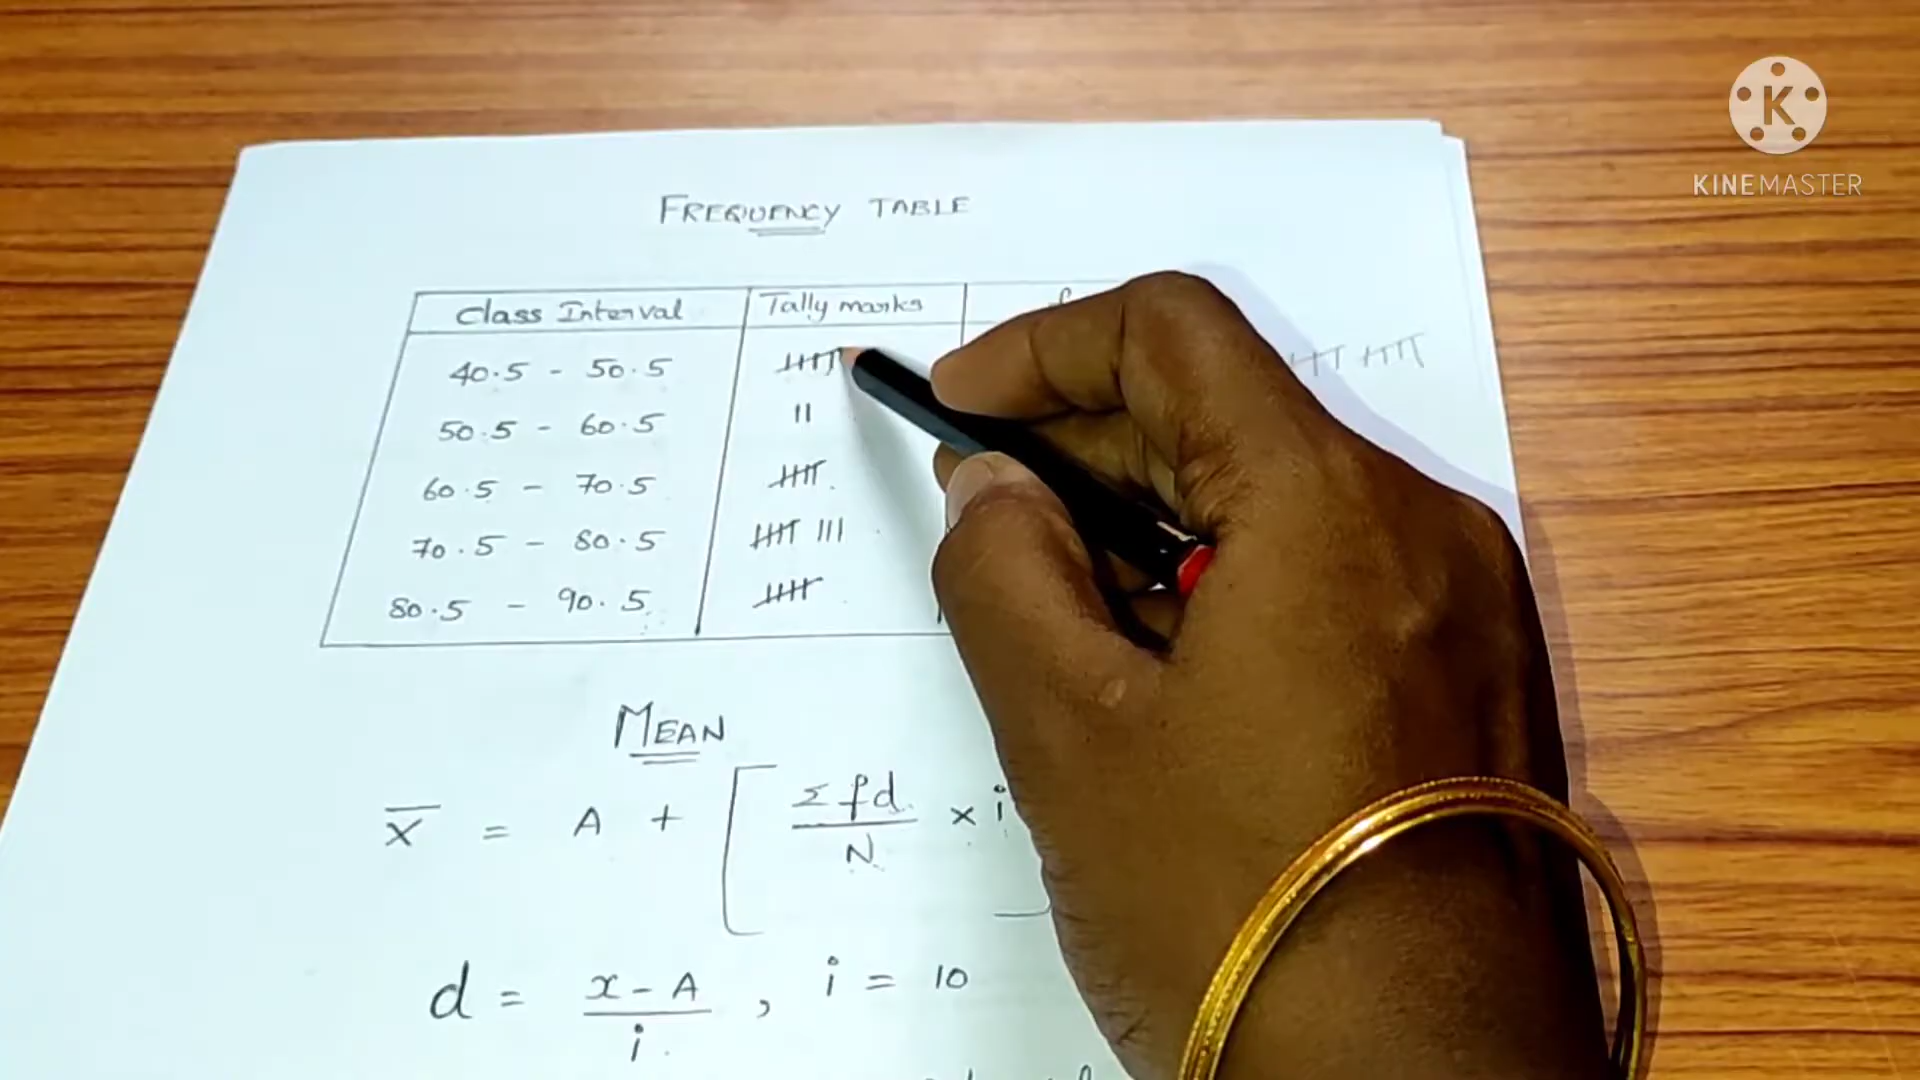 KINEMASTER
FREQUENCY TABLE
Class Interval Tally marks f
40.5 - 50.5
50.5 - 60.5 ||
60.5 - 70.5
70.5 - 80.5 |||
80.5 - 90.5
MEAN
x̄ = A + [ Σfd / N × i
d = x - A / i , i = 10